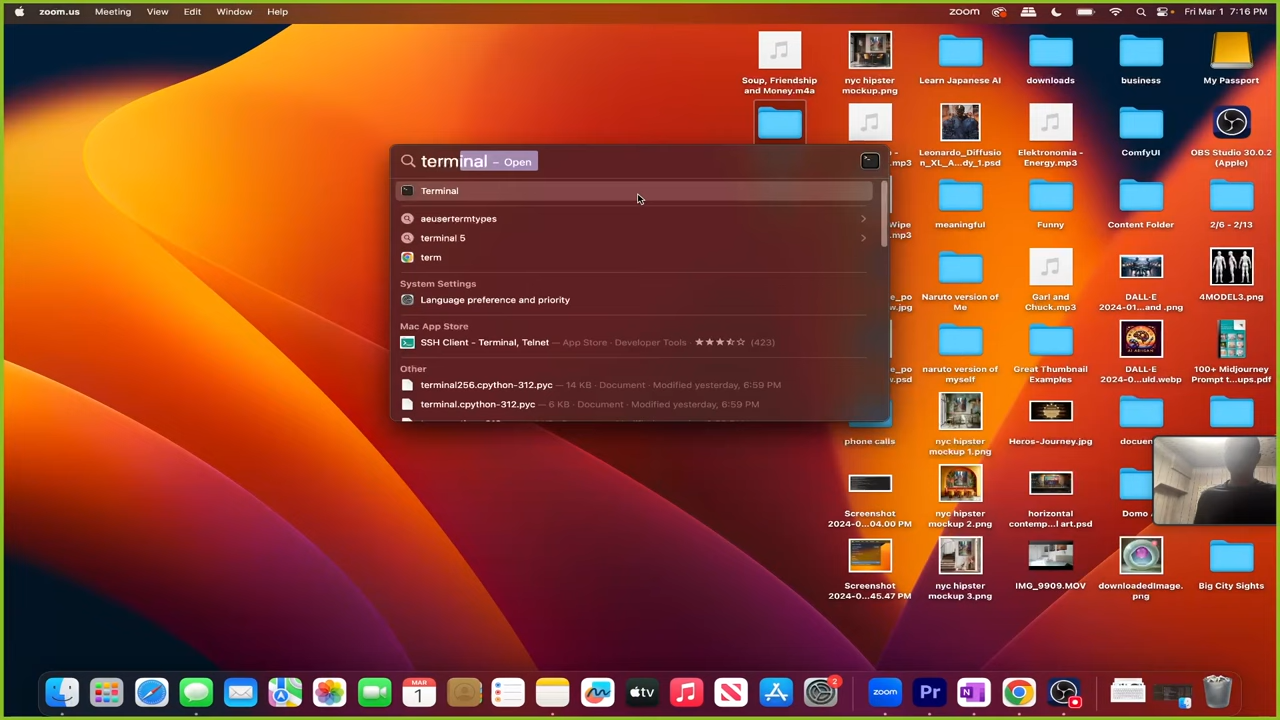 zoom.us Meeting View Edit Window Help
zoom Fri Mar 1 7:16 PM
terminal – Open
Terminal
aeusertermtypes
terminal 5
term
System Settings
Language preference and priority
Mac App Store
SSH Client - Terminal, Telnet — App Store · Developer Tools · (423)
Other
terminal256.cpython-312.pyc — 14 KB · Document · Modified yesterday, 6:59 PM
terminal.cpython-312.pyc — 6 KB · Document · Modified yesterday, 6:59 PM
Soup, Friendship
and Money.m4a
nyc hipster
mockup.png
Learn Japanese AI
downloads
business
My Passport
.mp3
Leonardo_Diffusio
n_XL_A...dy_1.psd
Elektronomia -
Energy.mp3
ComfyUI
OBS Studio 30.0.2
(Apple)
.mp3
meaningful
Funny
Content Folder
2/6 - 2/13
Naruto version of
Me
Gari and
Chuck.mp3
DALL·E
2024-01...and .png
4MODEL3.png
naruto version of
myself
Great Thumbnail
Examples
DALL·E
2024-0...uld.webp
100+ Midjourney
Prompt t...ups.pdf
phone calls
nyc hipster
mockup 1.png
Heros-Journey.jpg
Screenshot
2024-0...04.00 PM
nyc hipster
mockup 2.png
horizontal
contemp...l art.psd
Domo
Screenshot
2024-0...45.47 PM
nyc hipster
mockup 3.png
IMG_9909.MOV
downloadedImage.
png
Big City Sights
MAR
1
tv
2
zoom
Pr
N